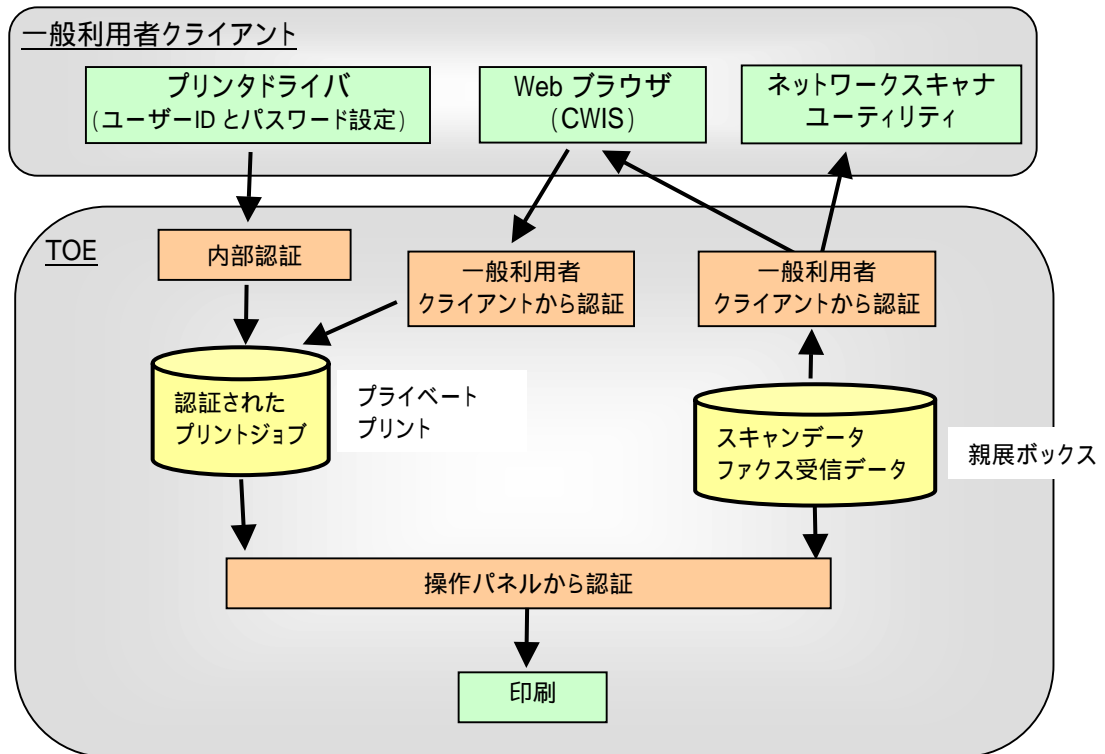 一般利用者クライアント
プリンタドライバ
(ユーザーID とパスワード設定)
Web ブラウザ
(CWIS)
ネットワークスキャナ
ユーティリティ
TOE
内部認証
一般利用者
クライアントから認証
一般利用者
クライアントから認証
認証された
プリントジョブ
プライベート
プリント
スキャンデータ
ファクス受信データ
親展ボックス
操作パネルから認証
印刷